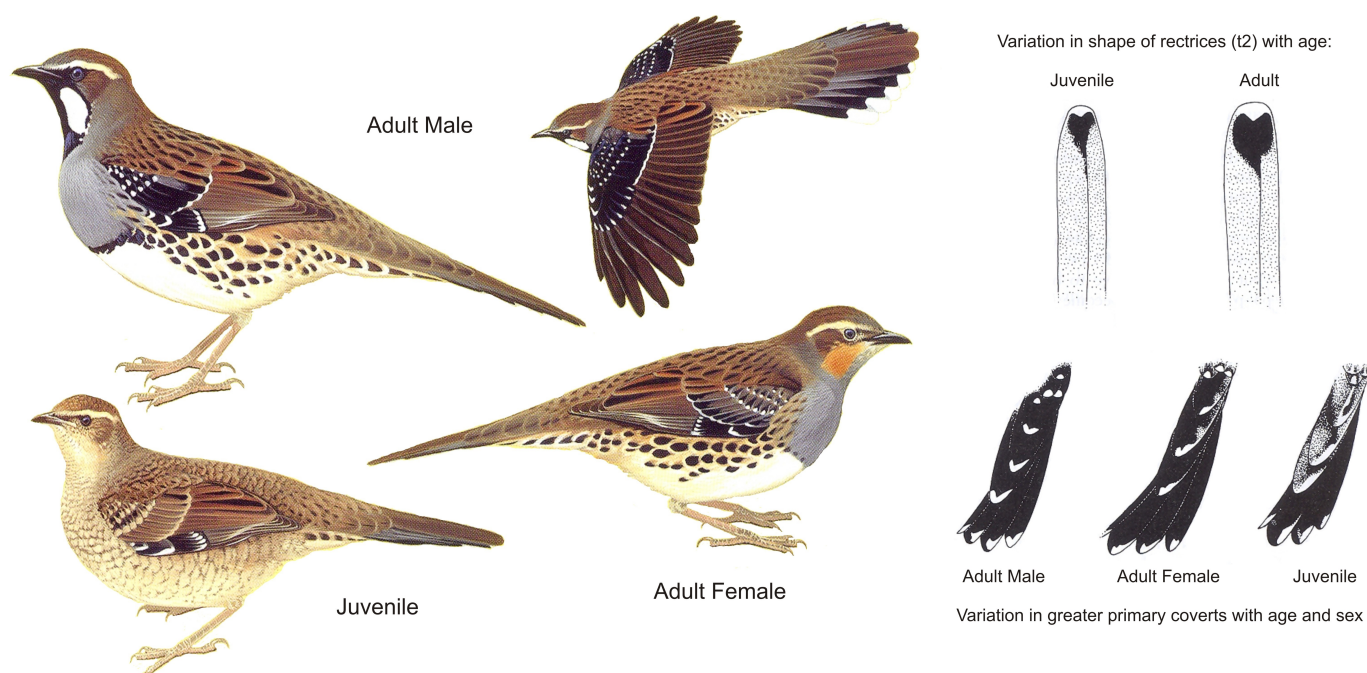 Variation in shape of rectrices (t2) with age:
Juvenile
Adult
Adult Male
Adult Male
Adult Female
Juvenile
Adult Female
Juvenile
Variation in greater primary coverts with age and sex